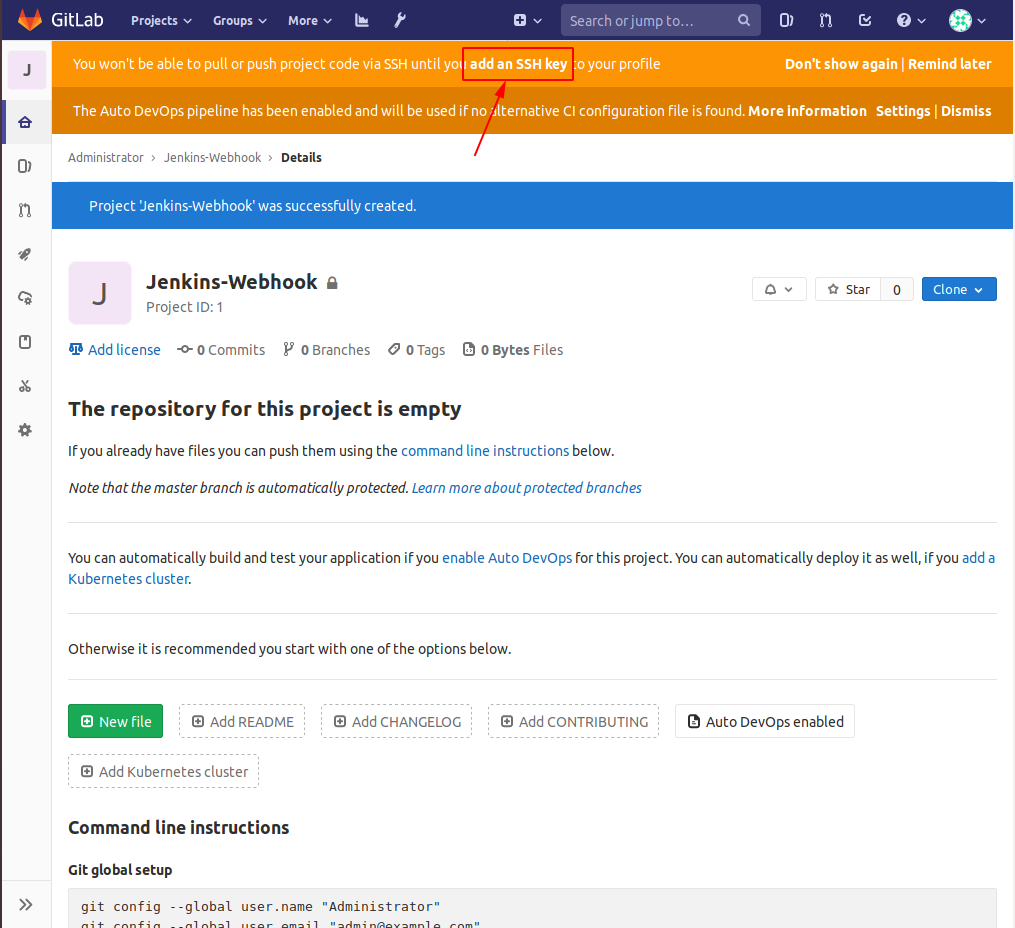 GitLab Projects Groups More Search or jump to...
J
You won't be able to pull or push project code via SSH until you add an SSH key to your profile Don't show again | Remind later
The Auto DevOps pipeline has been enabled and will be used if no alternative CI configuration file is found. More information Settings | Dismiss
Administrator › Jenkins-Webhook › Details
Project 'Jenkins-Webhook' was successfully created.
J
Jenkins-Webhook
Project ID: 1
Star 0 Clone
Add license 0 Commits 0 Branches 0 Tags 0 Bytes Files
The repository for this project is empty
If you already have files you can push them using the command line instructions below.
Note that the master branch is automatically protected. Learn more about protected branches
You can automatically build and test your application if you enable Auto DevOps for this project. You can automatically deploy it as well, if you add a
Kubernetes cluster.
Otherwise it is recommended you start with one of the options below.
New file Add README Add CHANGELOG Add CONTRIBUTING Auto DevOps enabled
Add Kubernetes cluster
Command line instructions
Git global setup
git config --global user.name "Administrator"
git config --global user.email "admin@example.com"